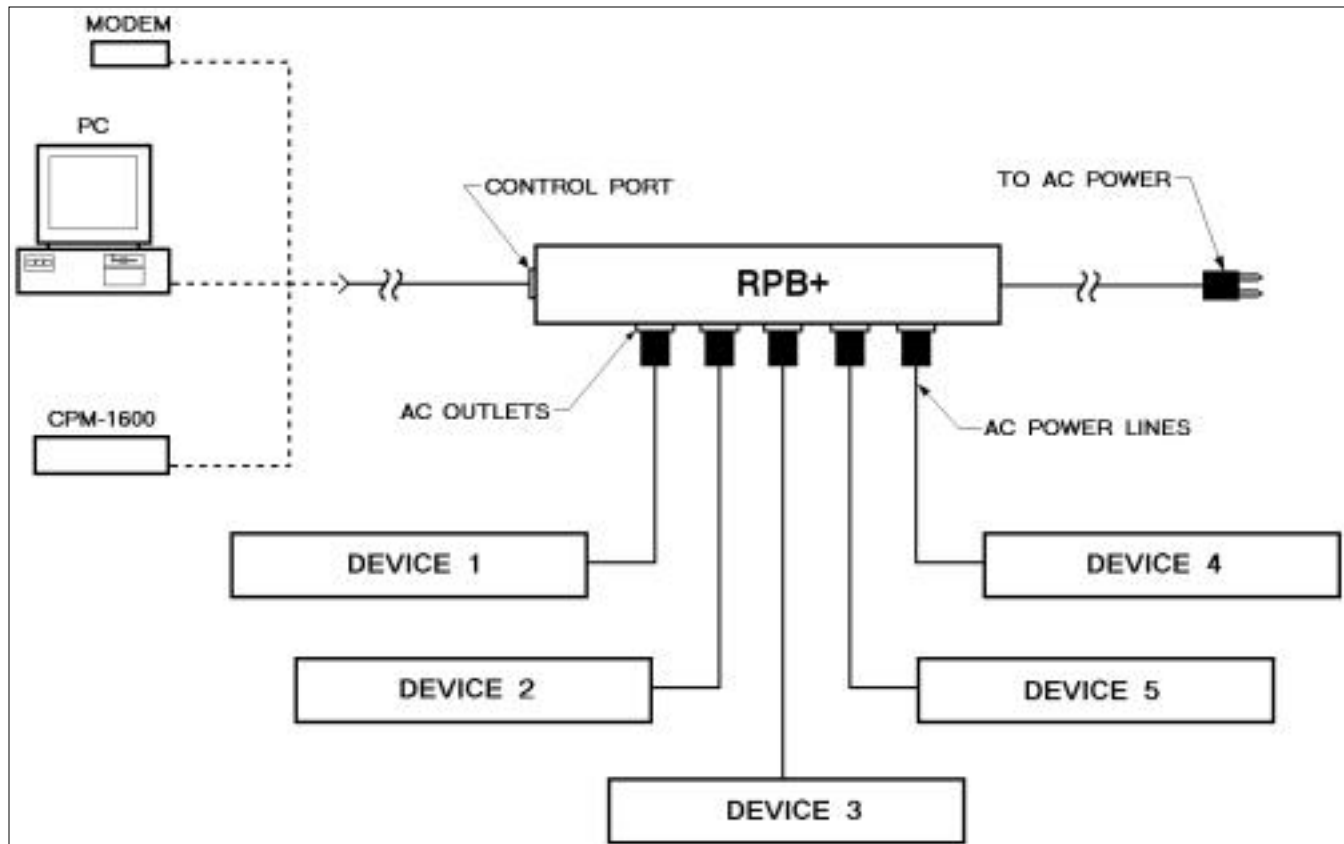 MODEM
PC
CONTROL PORT
TO AC POWER
RPB+
AC OUTLETS
AC POWER LINES
CPM-1600
DEVICE 1
DEVICE 4
DEVICE 2
DEVICE 5
DEVICE 3